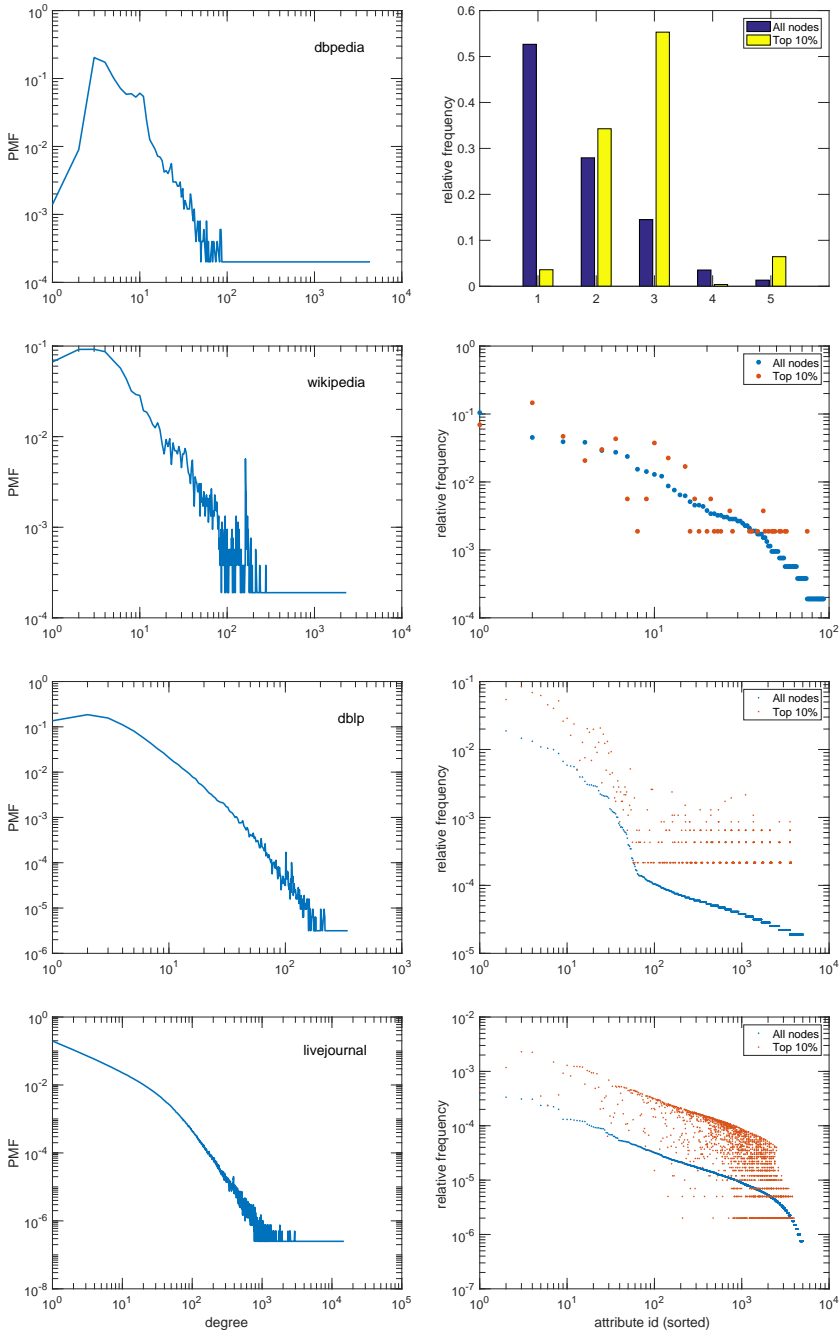 dbpedia
PMF
10^0
10^-1
10^-2
10^-3
10^-4
10^0 10^1 10^2 10^3 10^4
All nodes
Top 10%
relative frequency
0.6
0.5
0.4
0.3
0.2
0.1
0
1 2 3 4 5
wikipedia
PMF
10^-1
10^-2
10^-3
10^-4
10^0 10^1 10^2 10^3 10^4
All nodes
Top 10%
relative frequency
10^0
10^-1
10^-2
10^-3
10^-4
10^0 10^1 10^2
dblp
PMF
10^0
10^-1
10^-2
10^-3
10^-4
10^-5
10^-6
10^0 10^1 10^2 10^3
All nodes
Top 10%
relative frequency
10^-1
10^-2
10^-3
10^-4
10^-5
10^0 10^1 10^2 10^3 10^4
livejournal
PMF
10^0
10^-2
10^-4
10^-6
10^-8
10^0 10^1 10^2 10^3 10^4 10^5
degree
All nodes
Top 10%
relative frequency
10^-2
10^-3
10^-4
10^-5
10^-6
10^-7
10^0 10^1 10^2 10^3 10^4
attribute id (sorted)